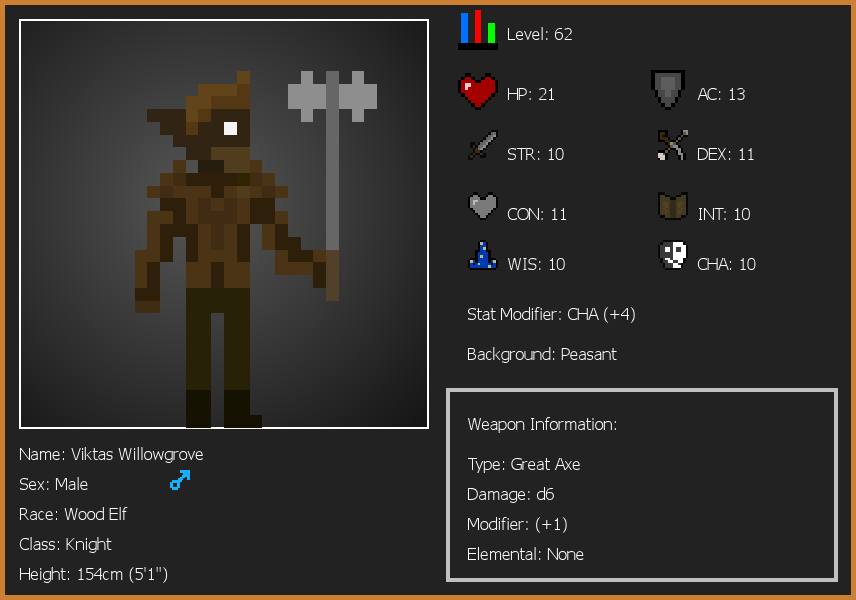 Level: 62
HP: 21
AC: 13
STR: 10
DEX: 11
CON: 11
INT: 10
WIS: 10
CHA: 10
Stat Modifier: CHA (+4)
Background: Peasant
Weapon Information:
Type: Great Axe
Damage: d6
Modifier: (+1)
Elemental: None
Name: Viktas Willowgrove
Sex: Male
Race: Wood Elf
Class: Knight
Height: 154cm (5'1")